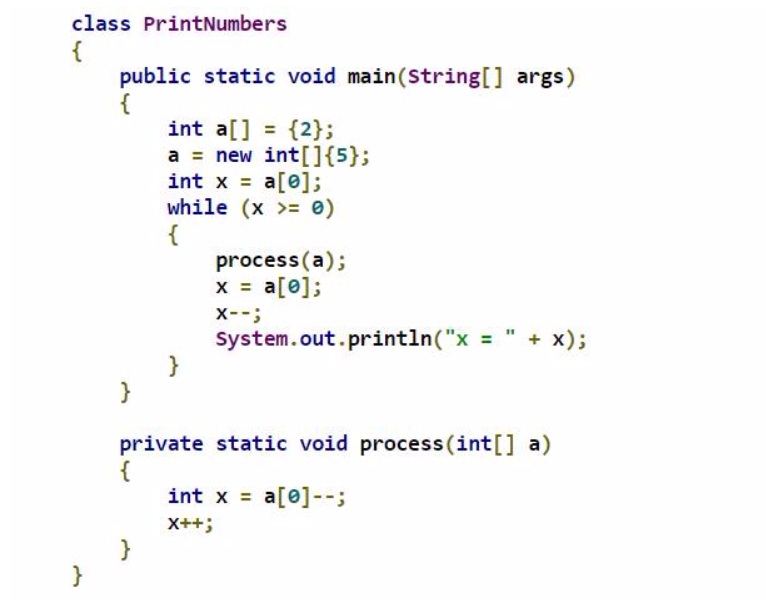 class PrintNumbers
{
    public static void main(String[] args)
    {
        int a[] = {2};
        a = new int[]{5};
        int x = a[0];
        while (x >= 0)
        {
            process(a);
            x = a[0];
            x--;
            System.out.println("x = " + x);
        }
    }

    private static void process(int[] a)
    {
        int x = a[0]--;
        x++;
    }
}